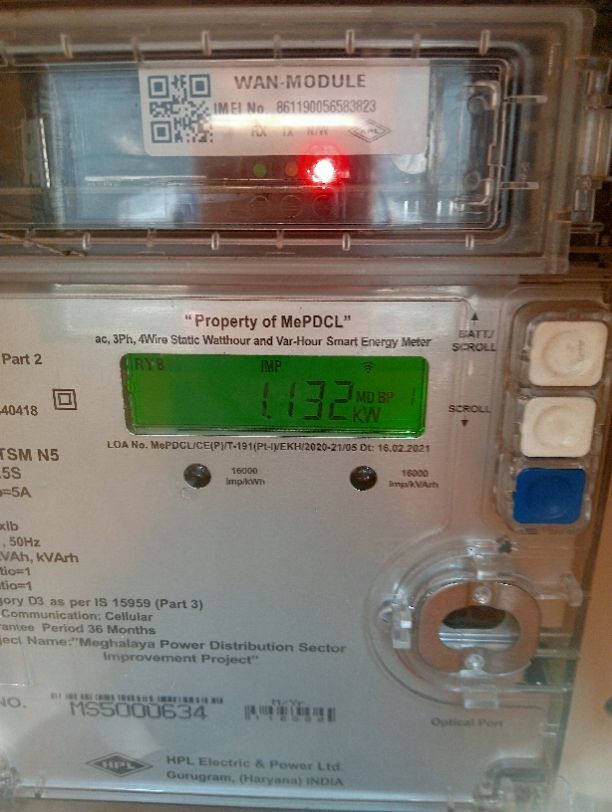 WAN-MODULE
IMEI No. 861190056583823
RX TX N/W HPL
"Property of MePDCL"
ac, 3Ph, 4Wire Static Watthour and Var-Hour Smart Energy Meter
BATT/
SCROLL
Part 2
RYB IMP
1.132 MD BP
kW
40418
SCROLL
LOA No. MePDCL/CE(P)/T-191(Pt-I)/EKH/2020-21/05 Dt: 16.02.2021
TSM N5
.5S
16000
imp/kWh
16000
imp/kVArh
=5A
xIb
, 50Hz
VAh, kVArh
tio=1
atio=1
gory D3 as per IS 15959 (Part 3)
Communication: Cellular
rantee Period 36 Months
ject Name:"Meghalaya Power Distribution Sector
Improvement Project"
NO.
MS5000634
M/Yr
Optical Port
HPL
HPL Electric & Power Ltd.
Gurugram, (Haryana) INDIA